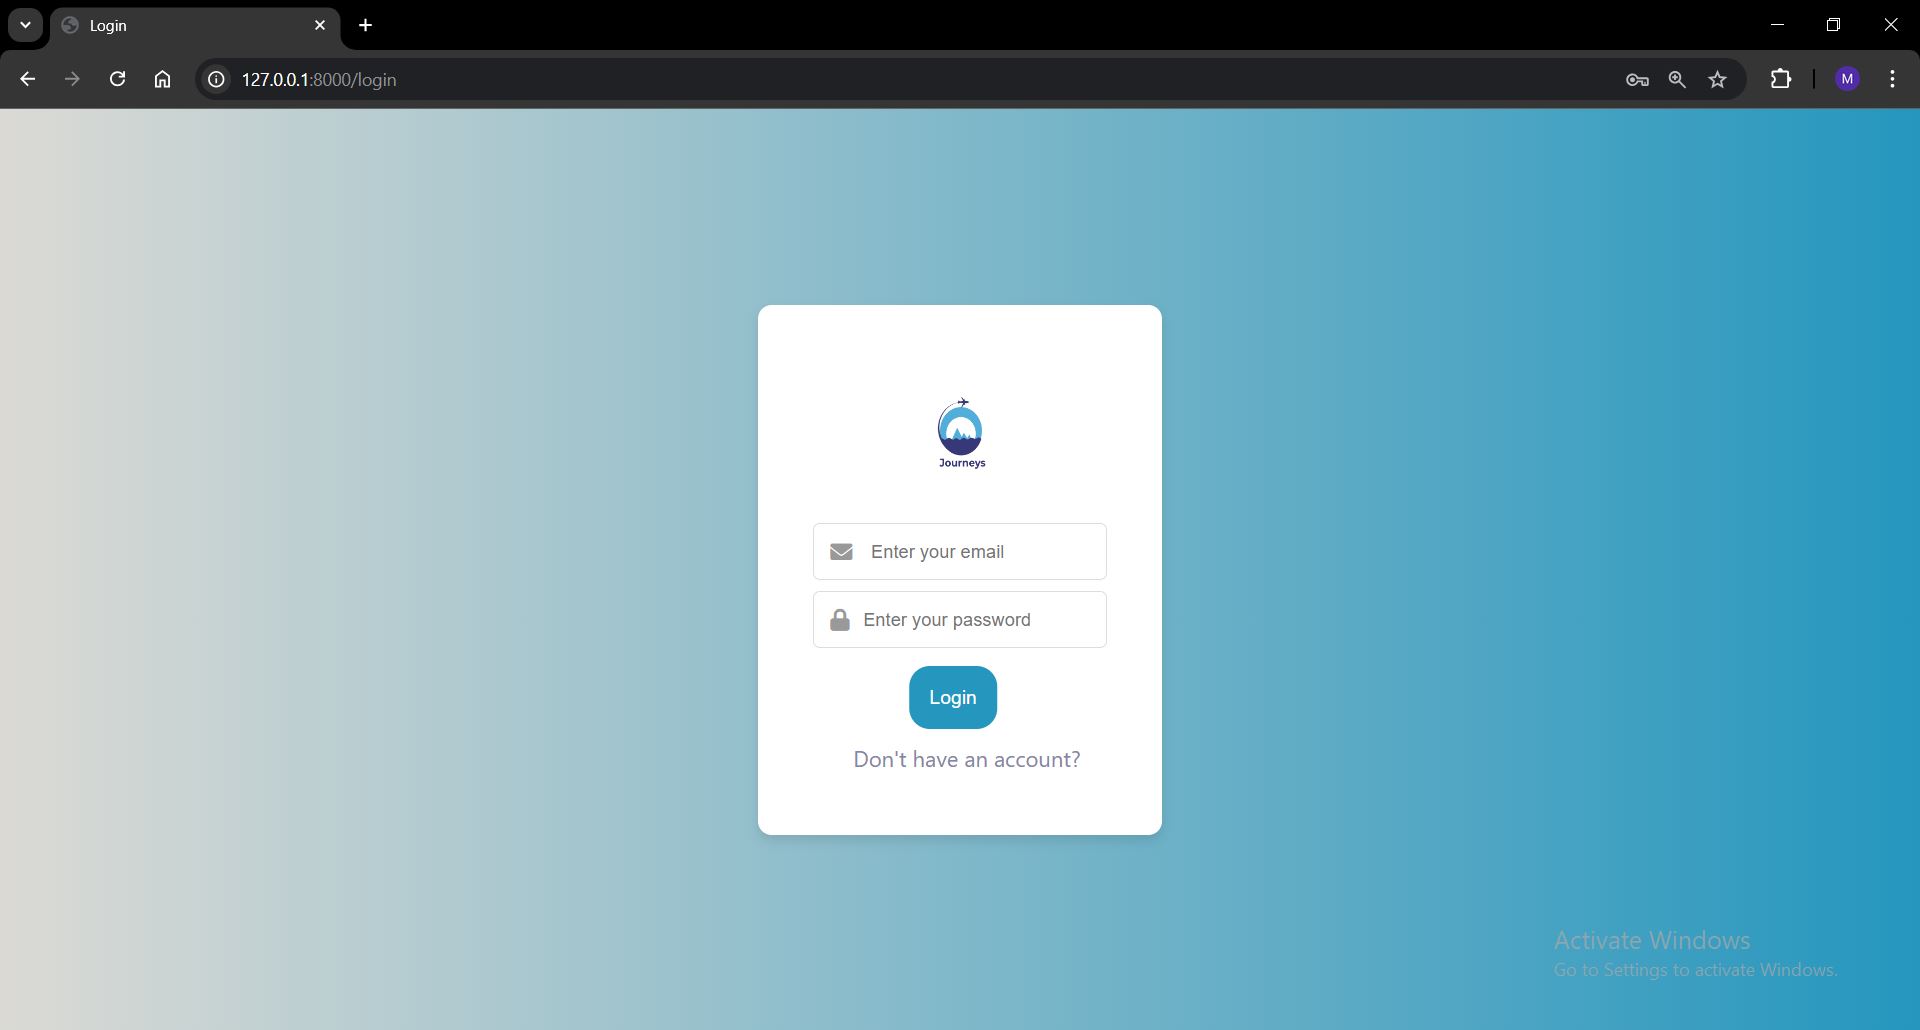 Login
127.0.0.1:8000/login
M
Journeys
Enter your email
Enter your password
Login
Don't have an account?
Activate Windows
Go to Settings to activate Windows.